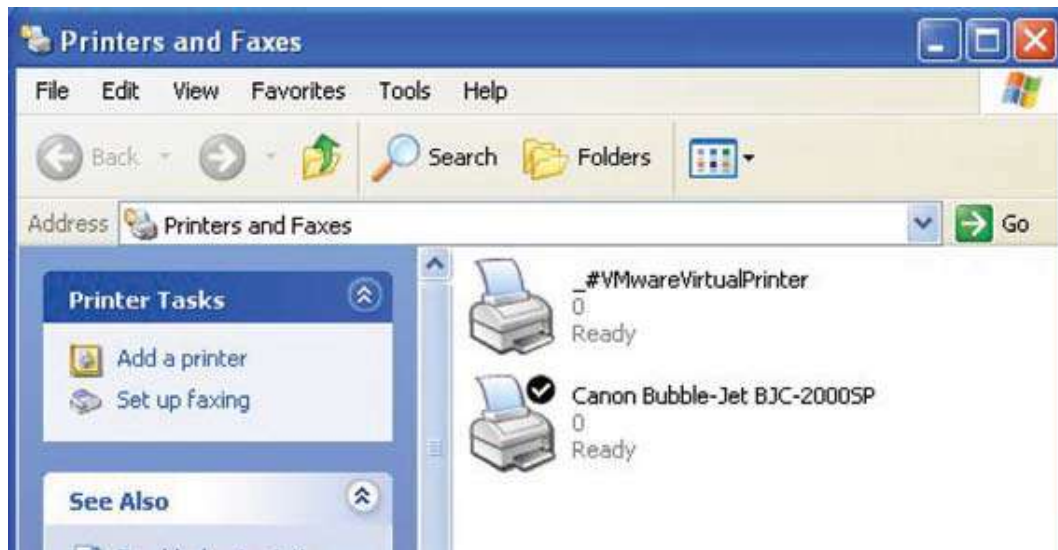 Printers and Faxes
File Edit View Favorites Tools Help
Back Search Folders
Address Printers and Faxes Go
Printer Tasks
Add a printer
Set up faxing
See Also
_#VMwareVirtualPrinter
0
Ready
Canon Bubble-Jet BJC-2000SP
0
Ready